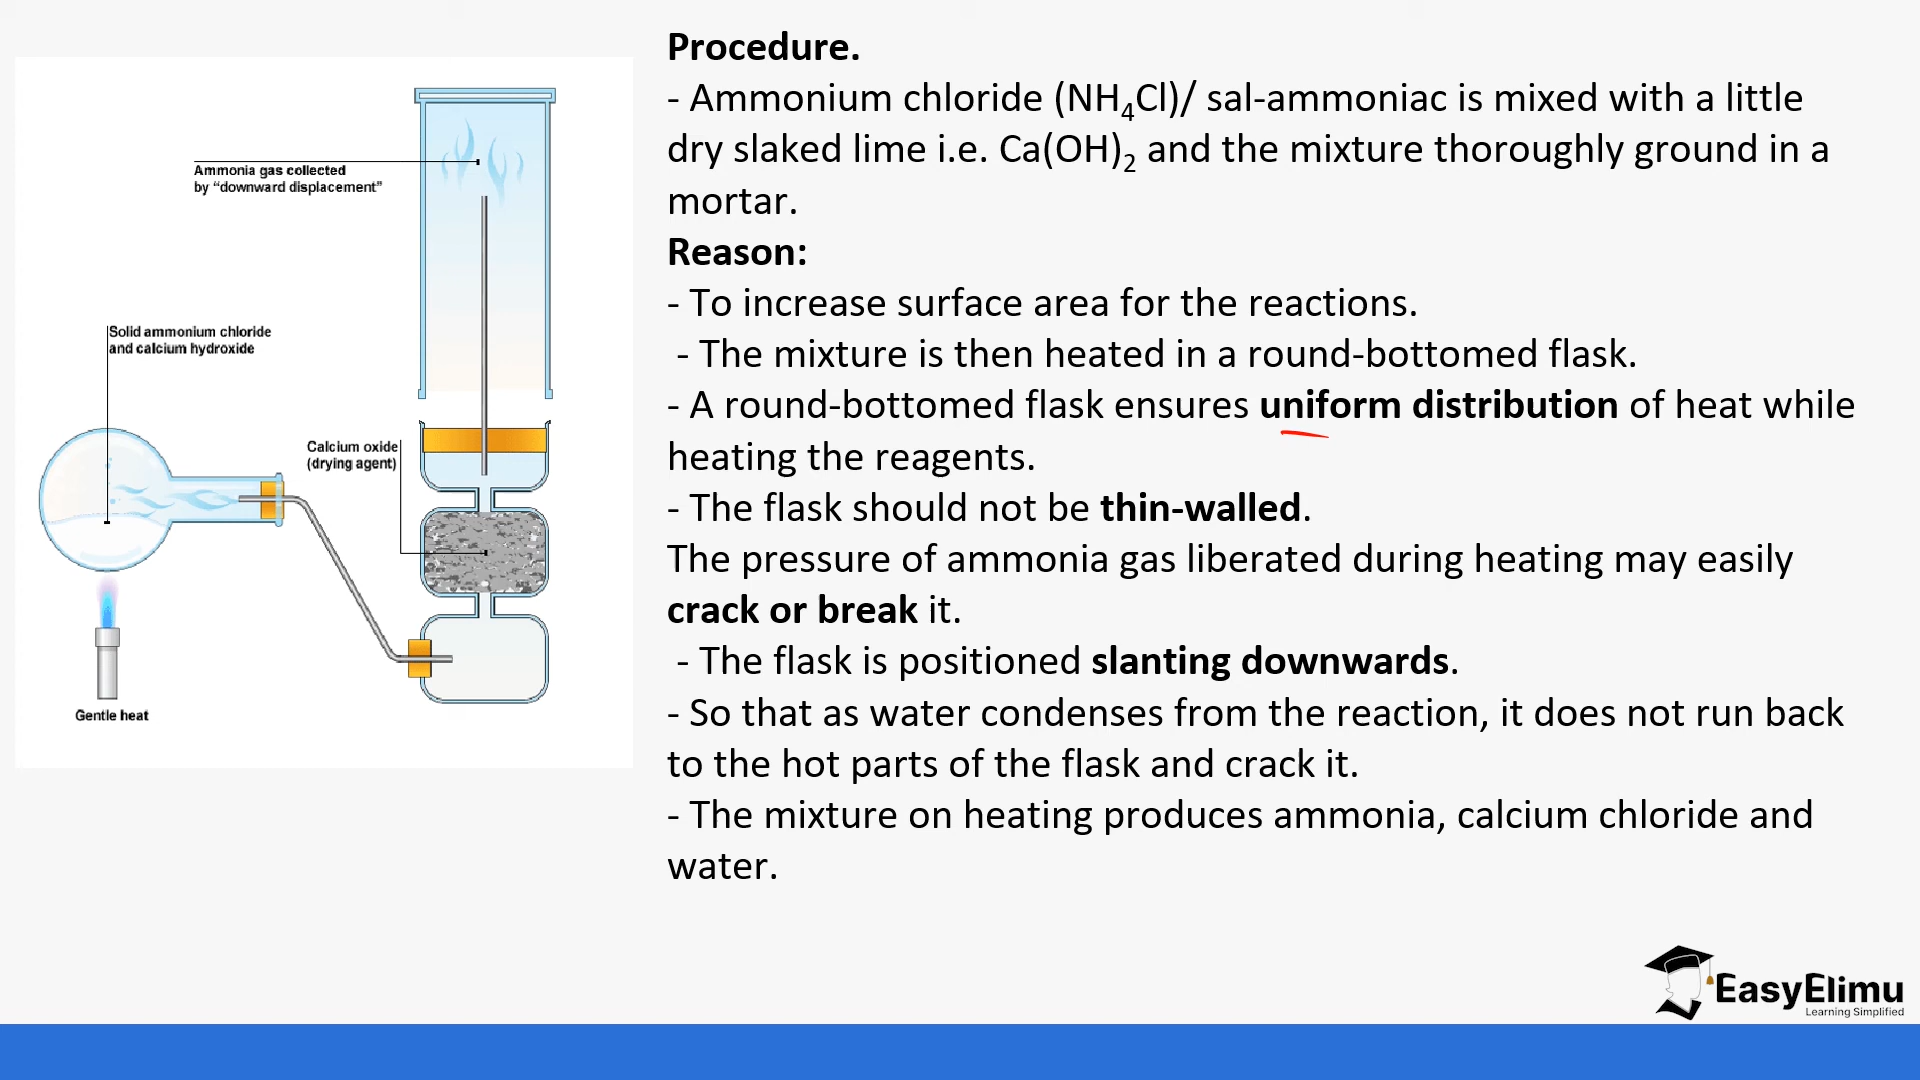 Procedure.
- Ammonium chloride (NH₄Cl)/ sal-ammoniac is mixed with a little
dry slaked lime i.e. Ca(OH)₂ and the mixture thoroughly ground in a
mortar.
Reason:
- To increase surface area for the reactions.
- The mixture is then heated in a round-bottomed flask.
- A round-bottomed flask ensures uniform distribution of heat while
heating the reagents.
- The flask should not be thin-walled.
The pressure of ammonia gas liberated during heating may easily
crack or break it.
- The flask is positioned slanting downwards.
- So that as water condenses from the reaction, it does not run back
to the hot parts of the flask and crack it.
- The mixture on heating produces ammonia, calcium chloride and
water.
Ammonia gas collected
by “downward displacement”
Solid ammonium chloride
and calcium hydroxide
Calcium oxide
(drying agent)
Gentle heat
EasyElimu
Learning Simplified